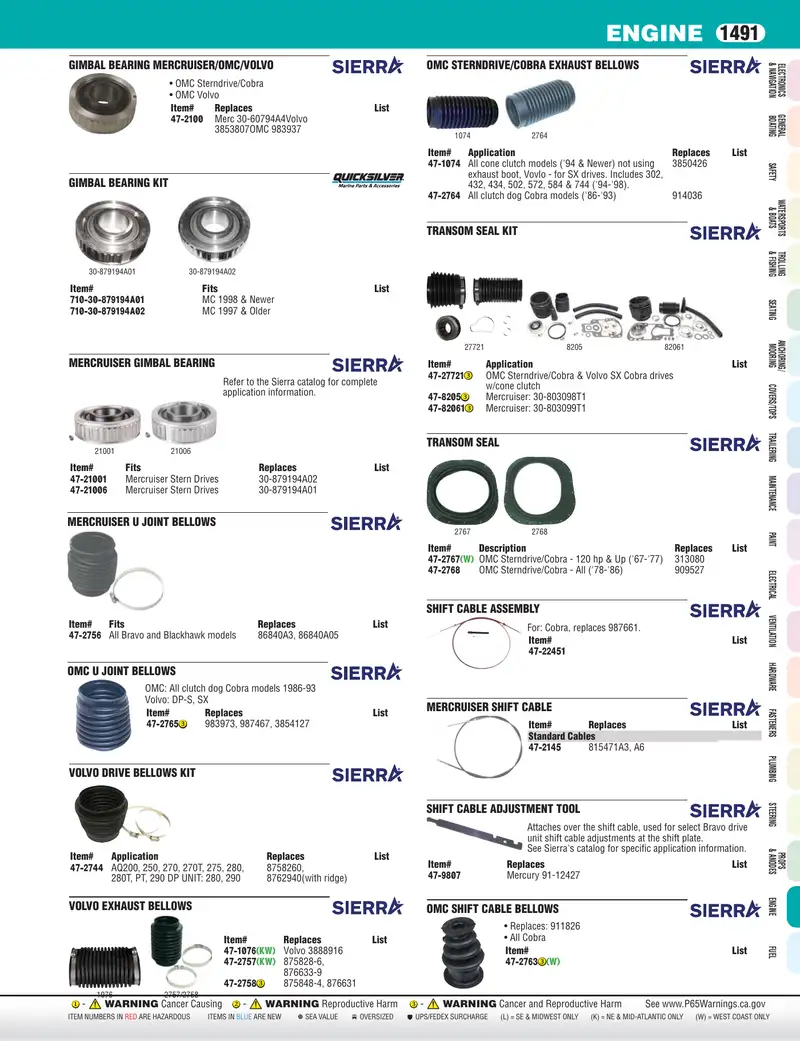 ENGINE 1491
GIMBAL BEARING MERCRUISER/OMC/VOLVO
SIERRA
• OMC Sterndrive/Cobra
• OMC Volvo
Item# Replaces List
47-2100 Merc 30-60794A4Volvo
3853807OMC 983937
GIMBAL BEARING KIT
QUICKSILVER
Marine Parts & Accessories
30-879194A01 30-879194A02
Item# Fits List
710-30-879194A01 MC 1998 & Newer
710-30-879194A02 MC 1997 & Older
MERCRUISER GIMBAL BEARING
SIERRA
Refer to the Sierra catalog for complete
application information.
21001 21006
Item# Fits Replaces List
47-21001 Mercruiser Stern Drives 30-879194A02
47-21006 Mercruiser Stern Drives 30-879194A01
MERCRUISER U JOINT BELLOWS
SIERRA
Item# Fits Replaces List
47-2756 All Bravo and Blackhawk models 86840A3, 86840A05
OMC U JOINT BELLOWS
SIERRA
OMC: All clutch dog Cobra models 1986-93
Volvo: DP-S, SX
Item# Replaces List
47-2765 3 983973, 987467, 3854127
VOLVO DRIVE BELLOWS KIT
SIERRA
Item# Application Replaces List
47-2744 AQ200, 250, 270, 270T, 275, 280, 8758260,
280T, PT, 290 DP UNIT: 280, 290 8762940(with ridge)
VOLVO EXHAUST BELLOWS
SIERRA
Item# Replaces List
47-1076(KW) Volvo 3888916
47-2757(KW) 875828-6,
876633-9
47-2758 3 875848-4, 876631
1076 2757/2758
OMC STERNDRIVE/COBRA EXHAUST BELLOWS
SIERRA
1074 2764
Item# Application Replaces List
47-1074 All cone clutch models ('94 & Newer) not using 3850426
exhaust boot, Vovlo - for SX drives. Includes 302,
432, 434, 502, 572, 584 & 744 ('94-'98).
47-2764 All clutch dog Cobra models ('86-'93) 914036
TRANSOM SEAL KIT
SIERRA
27721 8205 82061
Item# Application List
47-27721 3 OMC Sterndrive/Cobra & Volvo SX Cobra drives
w/cone clutch
47-8205 3 Mercruiser: 30-803098T1
47-82061 3 Mercruiser: 30-803099T1
TRANSOM SEAL
SIERRA
2767 2768
Item# Description Replaces List
47-2767(W) OMC Sterndrive/Cobra - 120 hp & Up ('67-'77) 313080
47-2768 OMC Sterndrive/Cobra - All ('78-'86) 909527
SHIFT CABLE ASSEMBLY
SIERRA
For: Cobra, replaces 987661.
Item# List
47-22451
MERCRUISER SHIFT CABLE
SIERRA
Item# Replaces List
Standard Cables
47-2145 815471A3, A6
SHIFT CABLE ADJUSTMENT TOOL
SIERRA
Attaches over the shift cable, used for select Bravo drive
unit shift cable adjustments at the shift plate.
See Sierra's catalog for specific application information.
Item# Replaces List
47-9807 Mercury 91-12427
OMC SHIFT CABLE BELLOWS
SIERRA
• Replaces: 911826
• All Cobra
Item# List
47-2763 3 (W)
ELECTRONICS
& NAVIGATION
GENERAL
BOATING
SAFETY
WATERSPORTS
& BOATS
TROLLING
& FISHING
SEATING
ANCHORING/
MOORING
COVERS/TOPS
TRAILERING
MAINTENANCE
PAINT
ELECTRICAL
VENTILATION
HARDWARE
FASTENERS
PLUMBING
STEERING
PROPS
& ANODES
ENGINE
FUEL
1 - WARNING Cancer Causing 2 - WARNING Reproductive Harm 3 - WARNING Cancer and Reproductive Harm See www.P65Warnings.ca.gov
ITEM NUMBERS IN RED ARE HAZARDOUS ITEMS IN BLUE ARE NEW SEA VALUE OVERSIZED UPS/FEDEX SURCHARGE (L) = SE & MIDWEST ONLY (K) = NE & MID-ATLANTIC ONLY (W) = WEST COAST ONLY